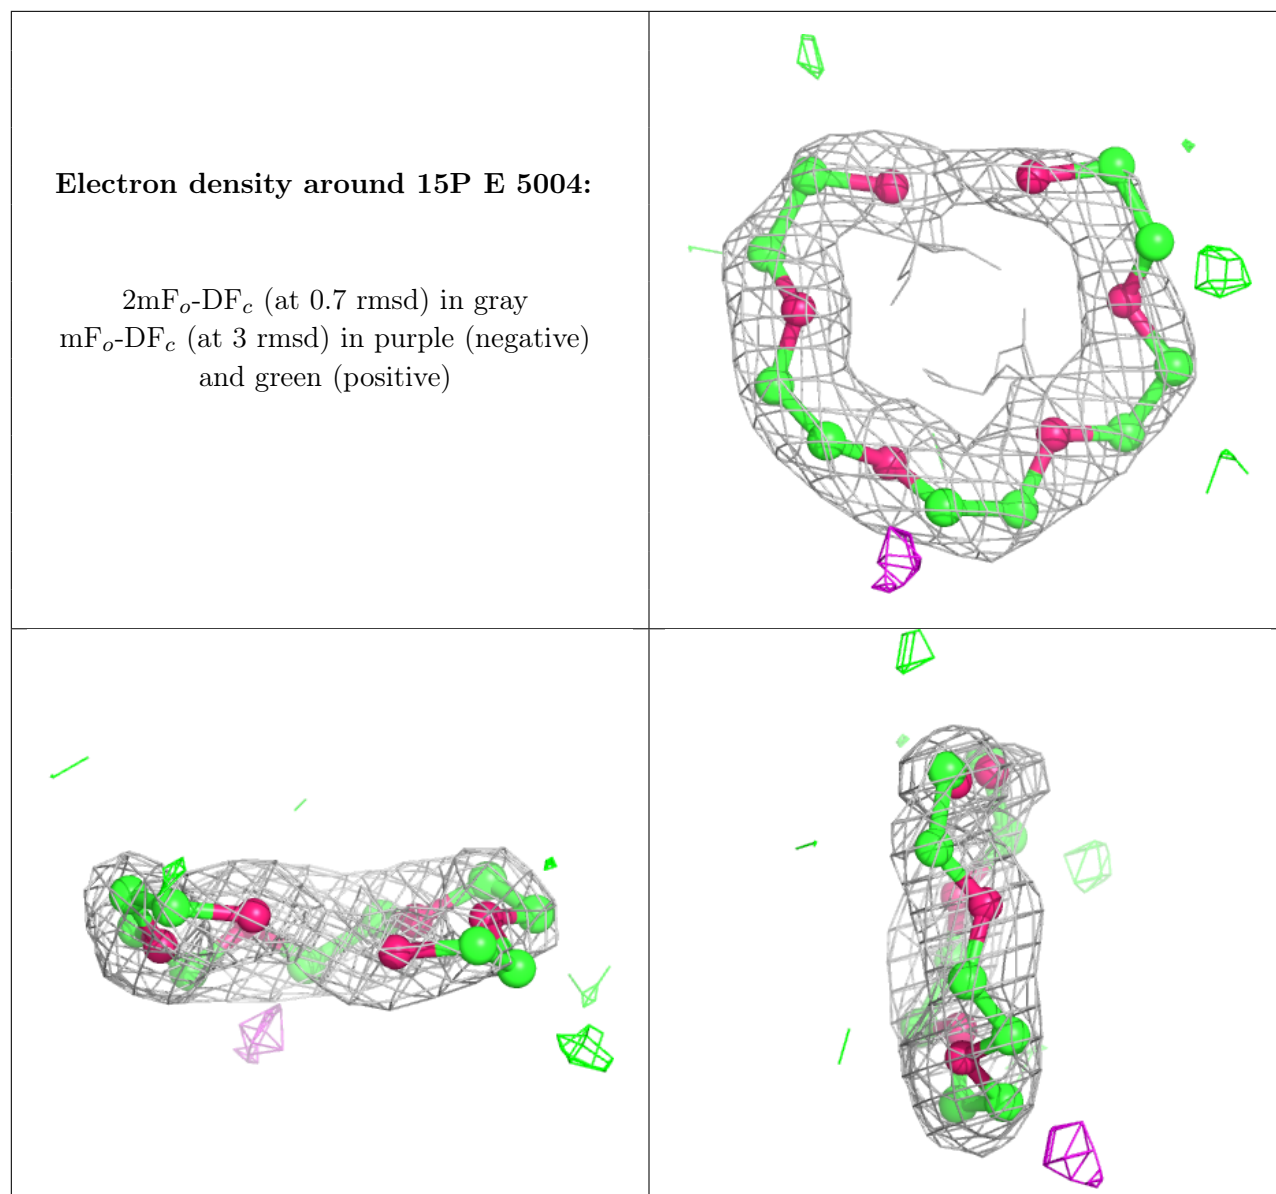 Electron density around 15P E 5004:
2mFo-DFc (at 0.7 rmsd) in gray
mFo-DFc (at 3 rmsd) in purple (negative)
and green (positive)